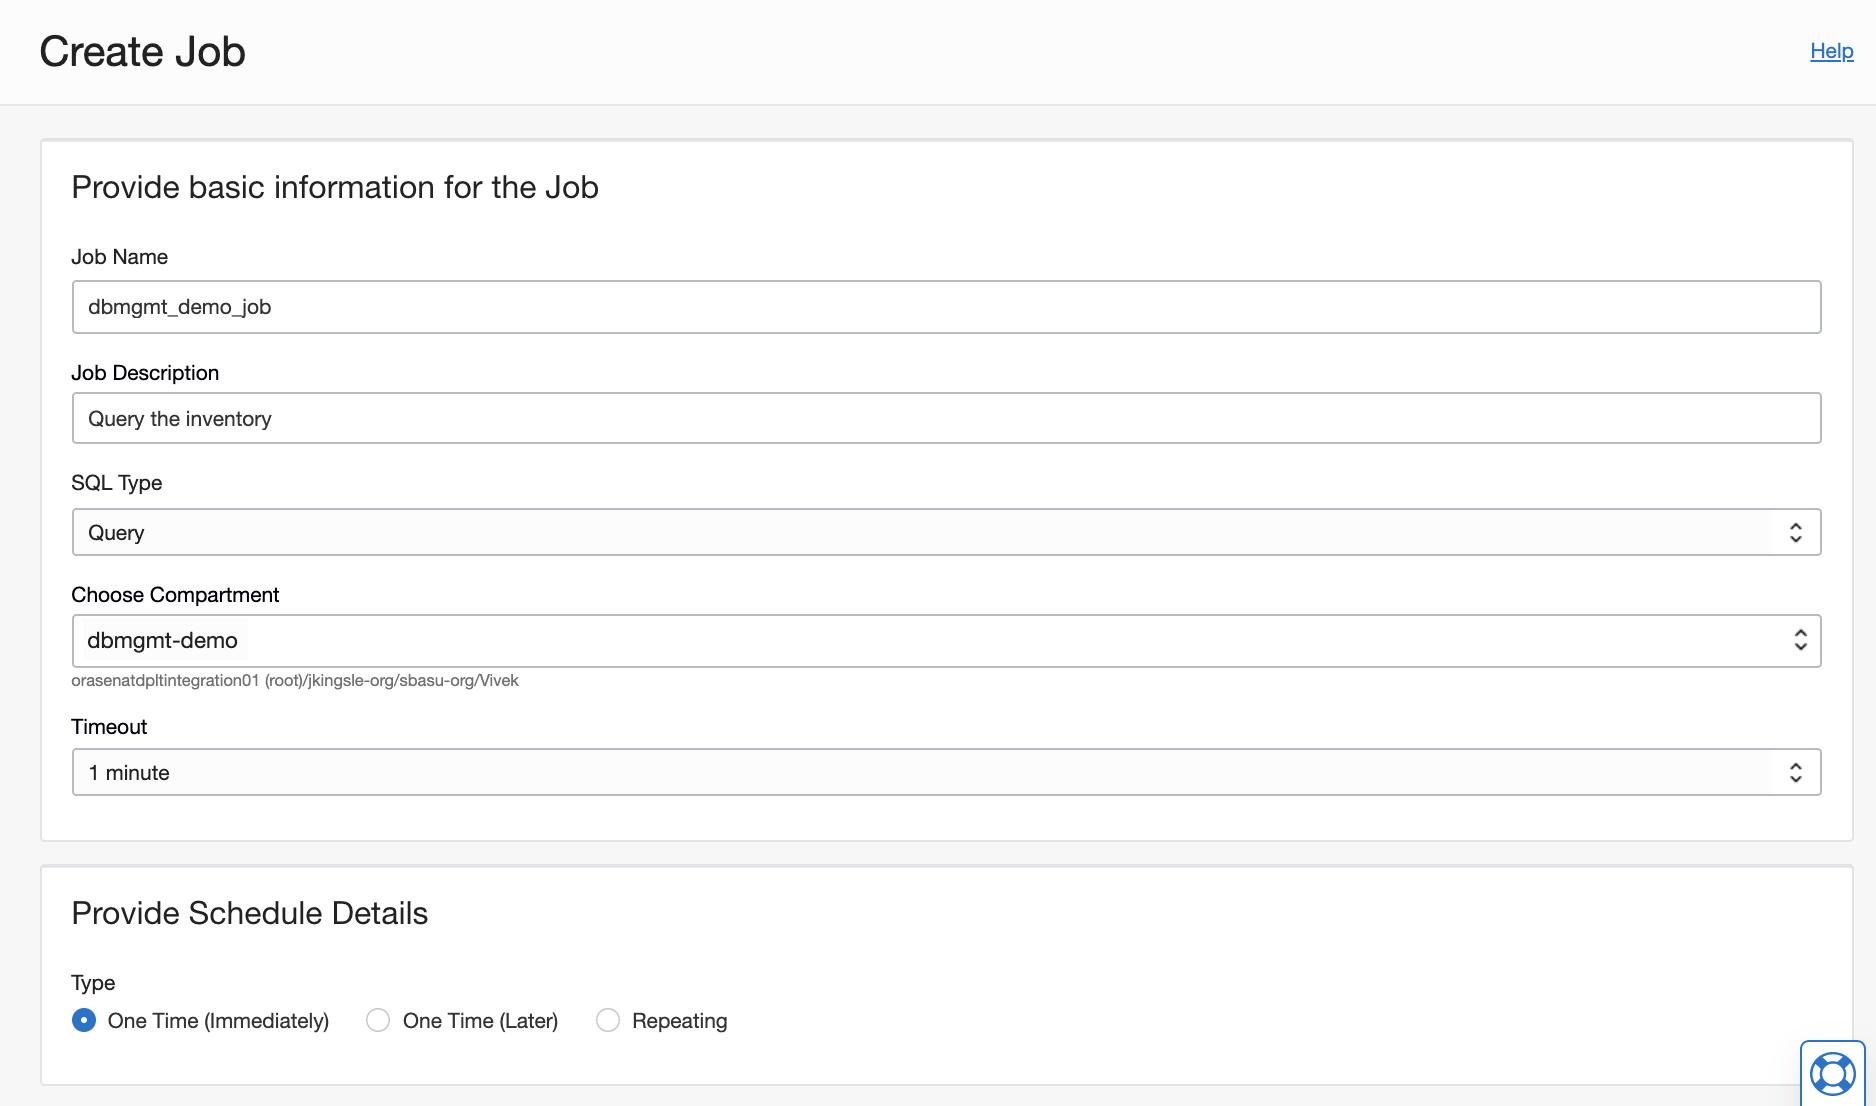 Create Job
Help
Provide basic information for the Job
Job Name
dbmgmt_demo_job
Job Description
Query the inventory
SQL Type
Query
Choose Compartment
dbmgmt-demo
orasenatdpltintegration01 (root)/jkingsle-org/sbasu-org/Vivek
Timeout
1 minute
Provide Schedule Details
Type
One Time (Immediately) One Time (Later) Repeating